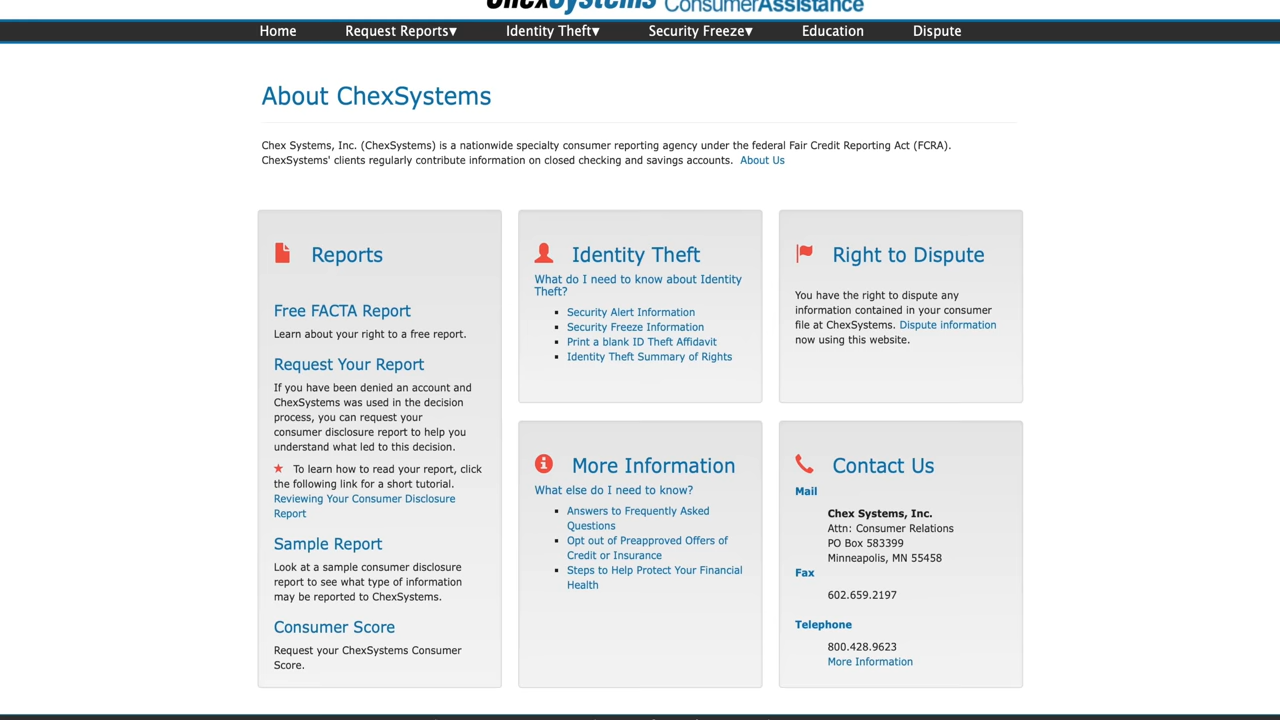 ChexSystems ConsumerAssistance
Home Request Reports▾ Identity Theft▾ Security Freeze▾ Education Dispute
About ChexSystems
Chex Systems, Inc. (ChexSystems) is a nationwide specialty consumer reporting agency under the federal Fair Credit Reporting Act (FCRA).
ChexSystems' clients regularly contribute information on closed checking and savings accounts. About Us
Reports
Free FACTA Report
Learn about your right to a free report.
Request Your Report
If you have been denied an account and
ChexSystems was used in the decision
process, you can request your
consumer disclosure report to help you
understand what led to this decision.
To learn how to read your report, click
the following link for a short tutorial.
Reviewing Your Consumer Disclosure
Report
Sample Report
Look at a sample consumer disclosure
report to see what type of information
may be reported to ChexSystems.
Consumer Score
Request your ChexSystems Consumer
Score.
Identity Theft
What do I need to know about Identity
Theft?
Security Alert Information
Security Freeze Information
Print a blank ID Theft Affidavit
Identity Theft Summary of Rights
Right to Dispute
You have the right to dispute any
information contained in your consumer
file at ChexSystems. Dispute information
now using this website.
More Information
What else do I need to know?
Answers to Frequently Asked
Questions
Opt out of Preapproved Offers of
Credit or Insurance
Steps to Help Protect Your Financial
Health
Contact Us
Mail
Chex Systems, Inc.
Attn: Consumer Relations
PO Box 583399
Minneapolis, MN 55458
Fax
602.659.2197
Telephone
800.428.9623
More Information